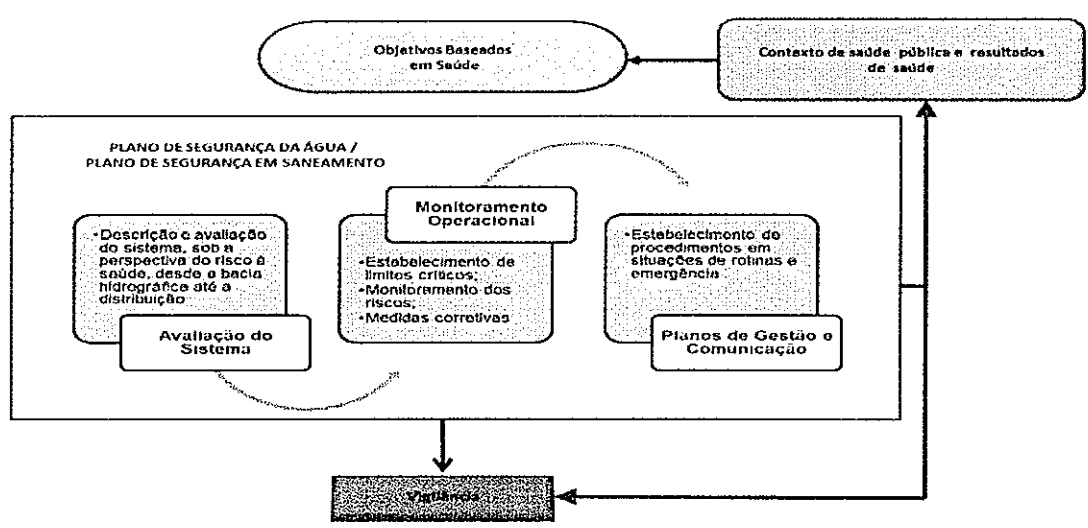 Objetivos Baseados
em Saúde
Contexto de saúde pública e resultados
de saúde
PLANO DE SEGURANÇA DA ÁGUA /
PLANO DE SEGURANÇA EM SANEAMENTO
•Descrição e avaliação
do sistema, sob a
perspectiva do risco à
saúde, desde a bacia
hidrográfica até a
distribuição
Avaliação do
Sistema
Monitoramento
Operacional
•Estabelecimento de
limites críticos;
•Monitoramento dos
riscos;
•Medidas corretivas
•Estabelecimento de
procedimentos em
situações de rotinas e
emergência
Planos de Gestão e
Comunicação
Vigilância